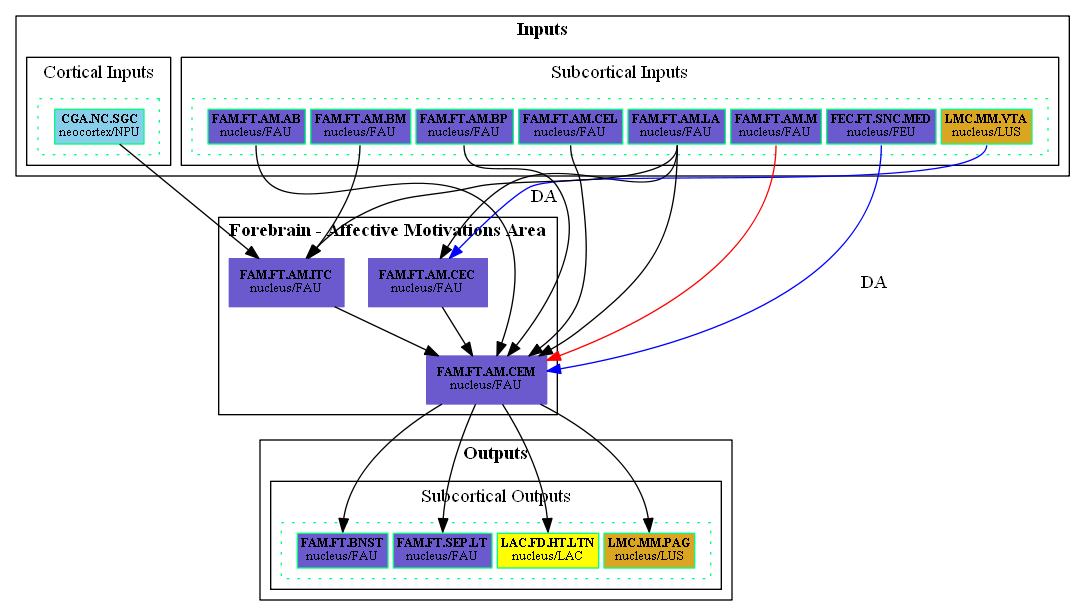 Inputs
Cortical Inputs
Subcortical Inputs
CGA.NC.SGC
neocortex/NPU
FAM.FT.AM.AB
nucleus/FAU
FAM.FT.AM.BM
nucleus/FAU
FAM.FT.AM.BP
nucleus/FAU
FAM.FT.AM.CEL
nucleus/FAU
FAM.FT.AM.LA
nucleus/FAU
FAM.FT.AM.M
nucleus/FAU
FEC.FT.SNC.MED
nucleus/FEU
LMC.MM.VTA
nucleus/LUS
DA
Forebrain - Affective Motivations Area
FAM.FT.AM.ITC
nucleus/FAU
FAM.FT.AM.CEC
nucleus/FAU
DA
FAM.FT.AM.CEM
nucleus/FAU
Outputs
Subcortical Outputs
FAM.FT.BNST
nucleus/FAU
FAM.FT.SEP.LT
nucleus/FAU
LAC.FD.HT.LTN
nucleus/LAC
LMC.MM.PAG
nucleus/LUS